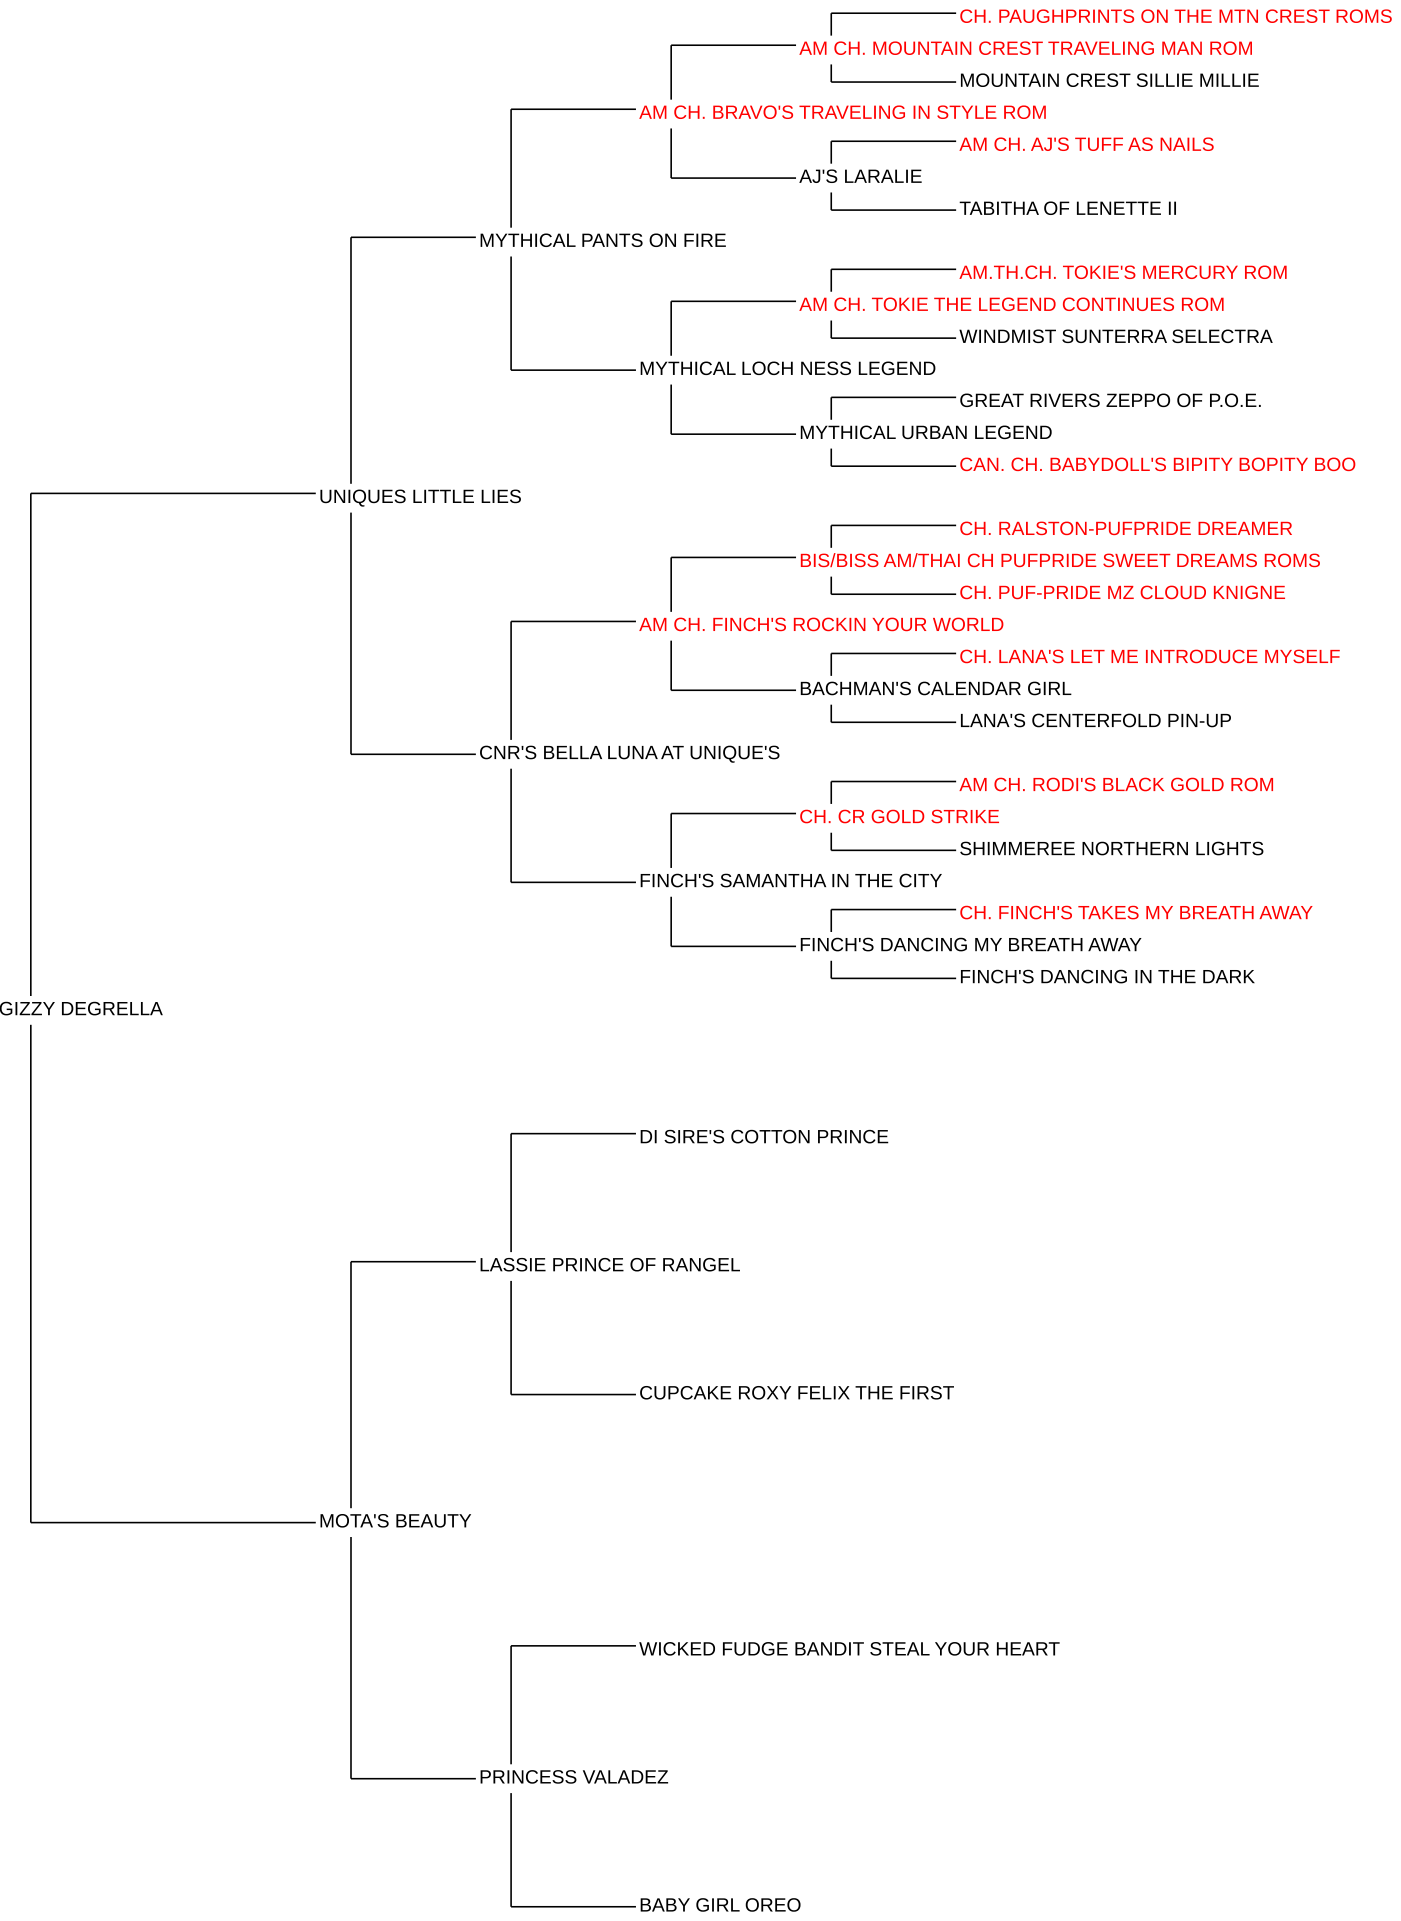 CH. PAUGHPRINTS ON THE MTN CREST ROMS
AM CH. MOUNTAIN CREST TRAVELING MAN ROM
MOUNTAIN CREST SILLIE MILLIE
AM CH. BRAVO'S TRAVELING IN STYLE ROM
AM CH. AJ'S TUFF AS NAILS
AJ'S LARALIE
TABITHA OF LENETTE II
MYTHICAL PANTS ON FIRE
AM.TH.CH. TOKIE'S MERCURY ROM
AM CH. TOKIE THE LEGEND CONTINUES ROM
WINDMIST SUNTERRA SELECTRA
MYTHICAL LOCH NESS LEGEND
GREAT RIVERS ZEPPO OF P.O.E.
MYTHICAL URBAN LEGEND
CAN. CH. BABYDOLL'S BIPITY BOPITY BOO
UNIQUES LITTLE LIES
CH. RALSTON-PUFPRIDE DREAMER
BIS/BISS AM/THAI CH PUFPRIDE SWEET DREAMS ROMS
CH. PUF-PRIDE MZ CLOUD KNIGNE
AM CH. FINCH'S ROCKIN YOUR WORLD
CH. LANA'S LET ME INTRODUCE MYSELF
BACHMAN'S CALENDAR GIRL
LANA'S CENTERFOLD PIN-UP
CNR'S BELLA LUNA AT UNIQUE'S
AM CH. RODI'S BLACK GOLD ROM
CH. CR GOLD STRIKE
SHIMMEREE NORTHERN LIGHTS
FINCH'S SAMANTHA IN THE CITY
CH. FINCH'S TAKES MY BREATH AWAY
FINCH'S DANCING MY BREATH AWAY
FINCH'S DANCING IN THE DARK
GIZZY DEGRELLA
DI SIRE'S COTTON PRINCE
LASSIE PRINCE OF RANGEL
CUPCAKE ROXY FELIX THE FIRST
MOTA'S BEAUTY
WICKED FUDGE BANDIT STEAL YOUR HEART
PRINCESS VALADEZ
BABY GIRL OREO